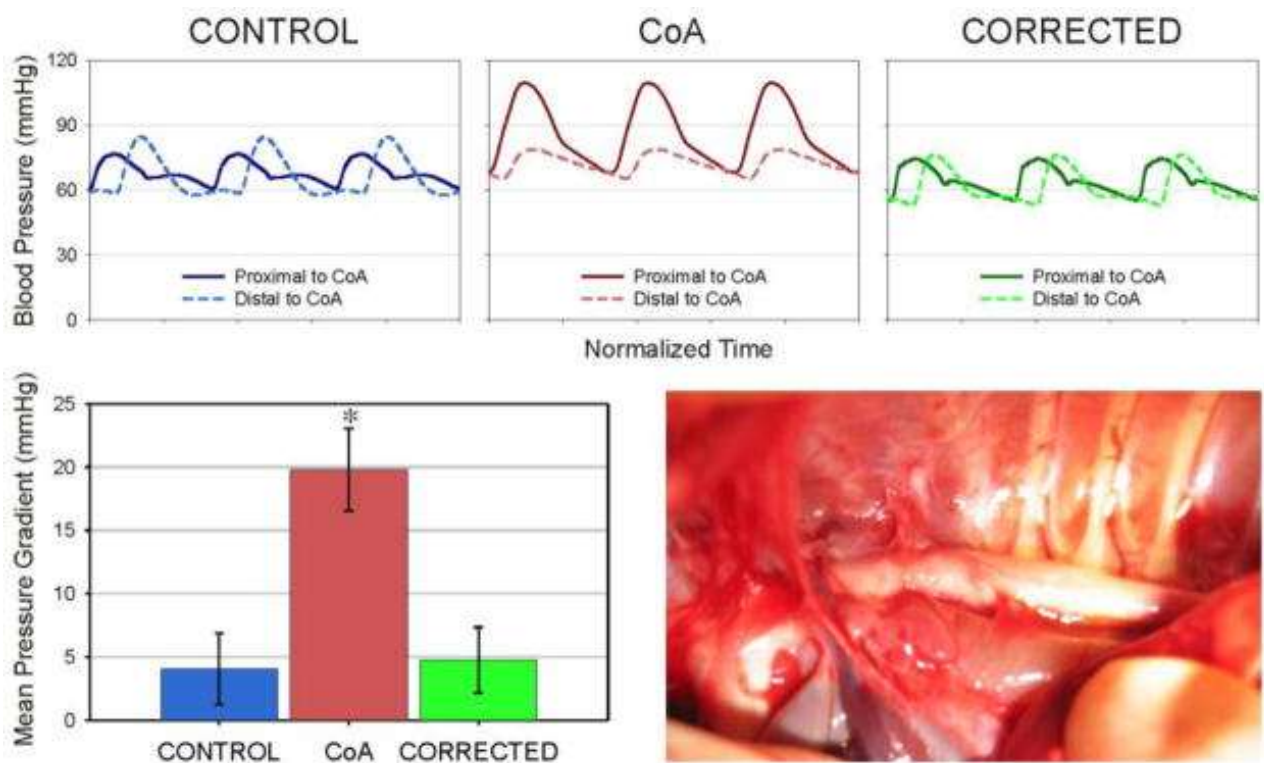 CONTROL
CoA
CORRECTED
Blood Pressure (mmHg)
120
90
60
30
0
Proximal to CoA
Distal to CoA
Proximal to CoA
Distal to CoA
Proximal to CoA
Distal to CoA
Normalized Time
Mean Pressure Gradient (mmHg)
25
20
15
10
5
0
*
CONTROL
CoA
CORRECTED